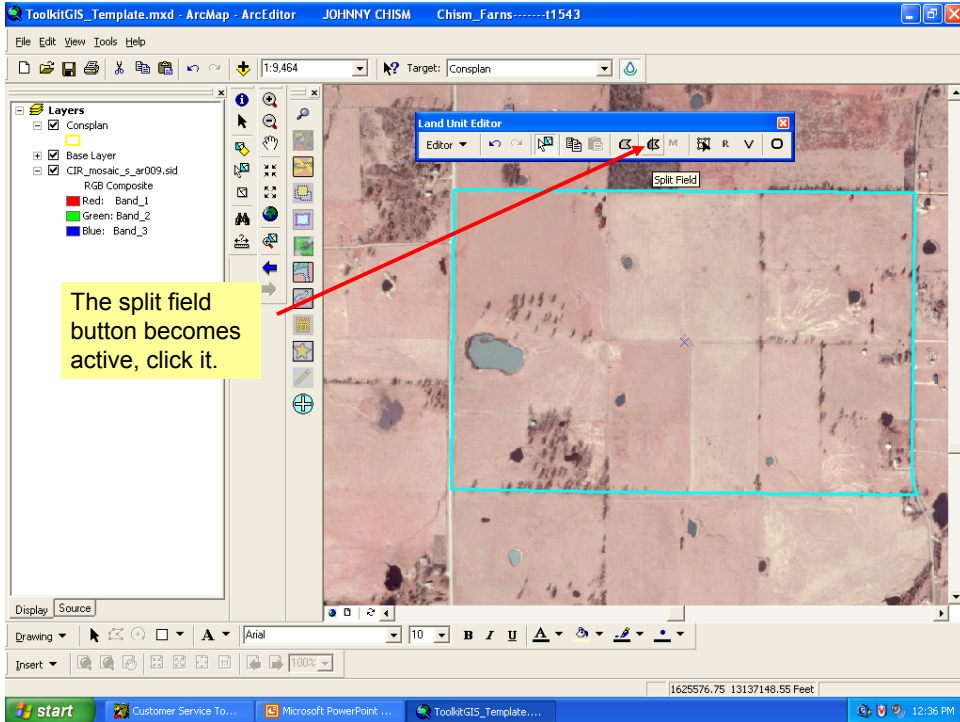 ToolkitGIS_Template.mxd - ArcMap - ArcEditor JOHNNY CHISM Chism_Farns-------t1543
File Edit View Tools Help
1:9,464 Target: Consplan
Layers
Consplan
Base Layer
CIR_mosaic_s_ar009.sid
RGB Composite
Red: Band_1
Green: Band_2
Blue: Band_3
Land Unit Editor
Editor M R V
Split Field
The split field
button becomes
active, click it.
Display Source
Drawing A Arial 10 B I U A
Insert 100%
1625576.75 13137148.55 Feet
start Customer Service To... Microsoft PowerPoint ... ToolkitGIS_Template.... 12:36 PM